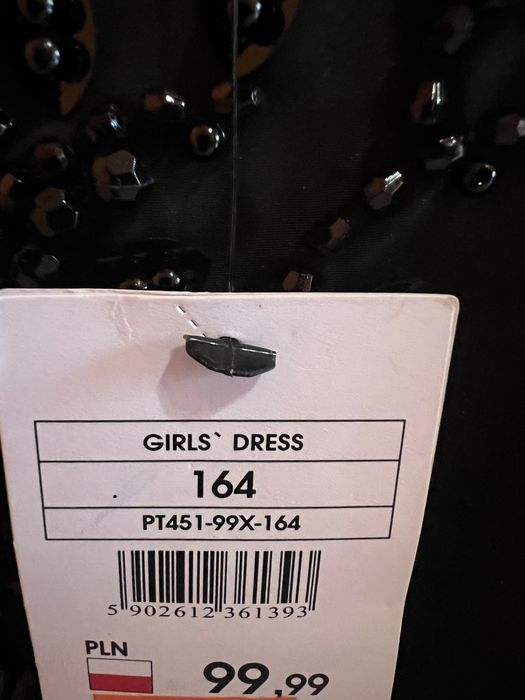 GIRLS` DRESS
164
PT451-99X-164
5 902612 361393
PLN
99,99